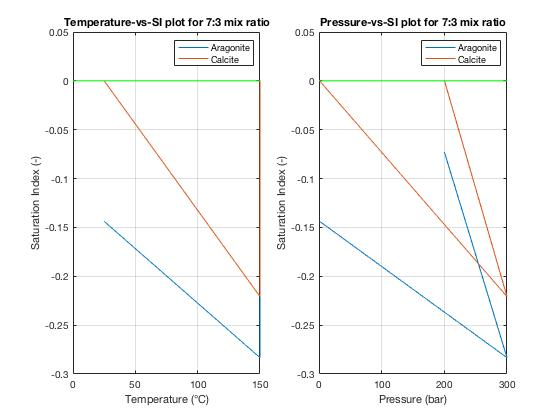 Temperature-vs-SI plot for 7:3 mix ratio
0.05
0
-0.05
-0.1
-0.15
-0.2
-0.25
-0.3
Saturation Index (-)
0
50
100
150
Temperature (°C)
Aragonite
Calcite
Pressure-vs-SI plot for 7:3 mix ratio
0.05
0
-0.05
-0.1
-0.15
-0.2
-0.25
-0.3
Saturation Index (-)
0
100
200
300
Pressure (bar)
Aragonite
Calcite